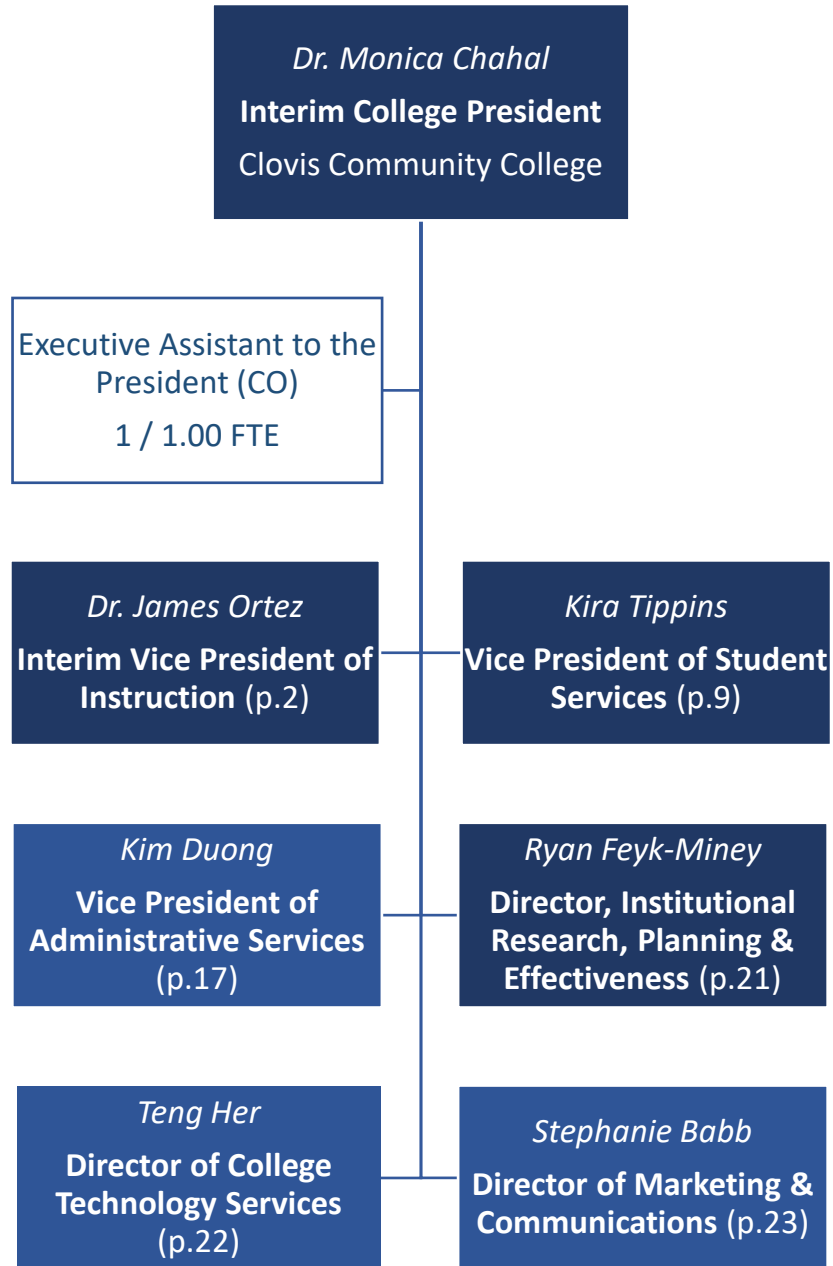 Dr. Monica Chahal
Interim College President
Clovis Community College
Executive Assistant to the
President (CO)
1 / 1.00 FTE
Dr. James Ortez
Interim Vice President of
Instruction (p.2)
Kira Tippins
Vice President of Student
Services (p.9)
Kim Duong
Vice President of
Administrative Services
(p.17)
Ryan Feyk-Miney
Director, Institutional
Research, Planning &
Effectiveness (p.21)
Teng Her
Director of College
Technology Services
(p.22)
Stephanie Babb
Director of Marketing &
Communications (p.23)